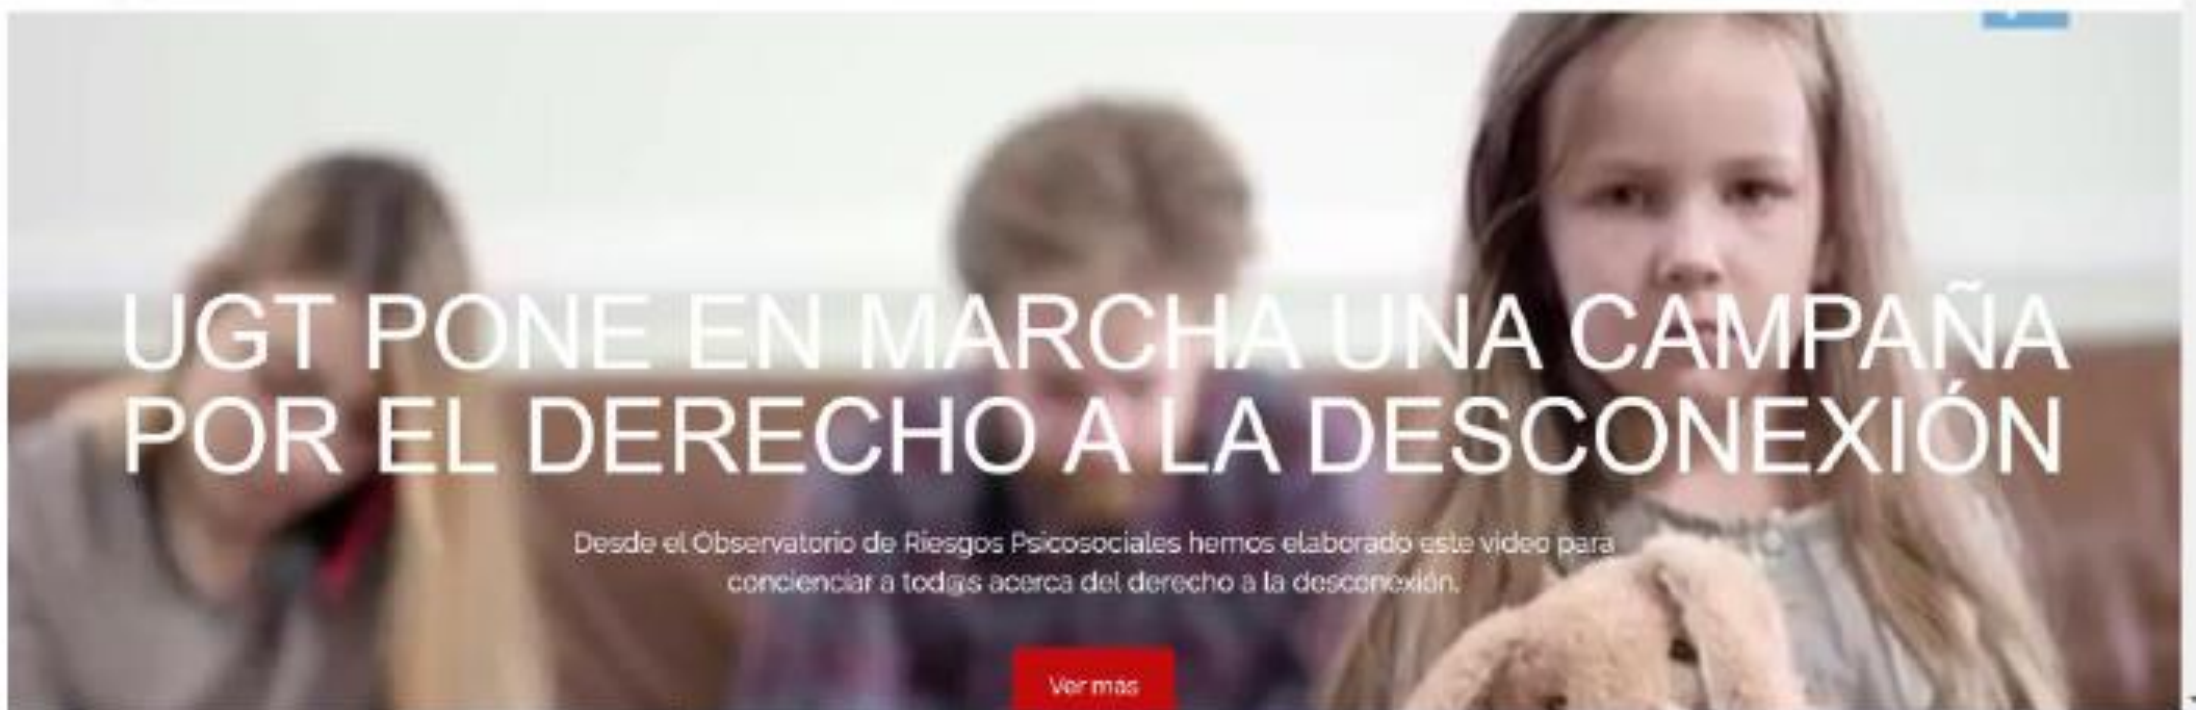 UGT PONE EN MARCHA UNA CAMPAÑA
POR EL DERECHO A LA DESCONEXIÓN
Desde el Observatorio de Riesgos Psicosociales hemos elaborado este video para
concienciar a tod@s acerca del derecho a la desconexión.
Ver más